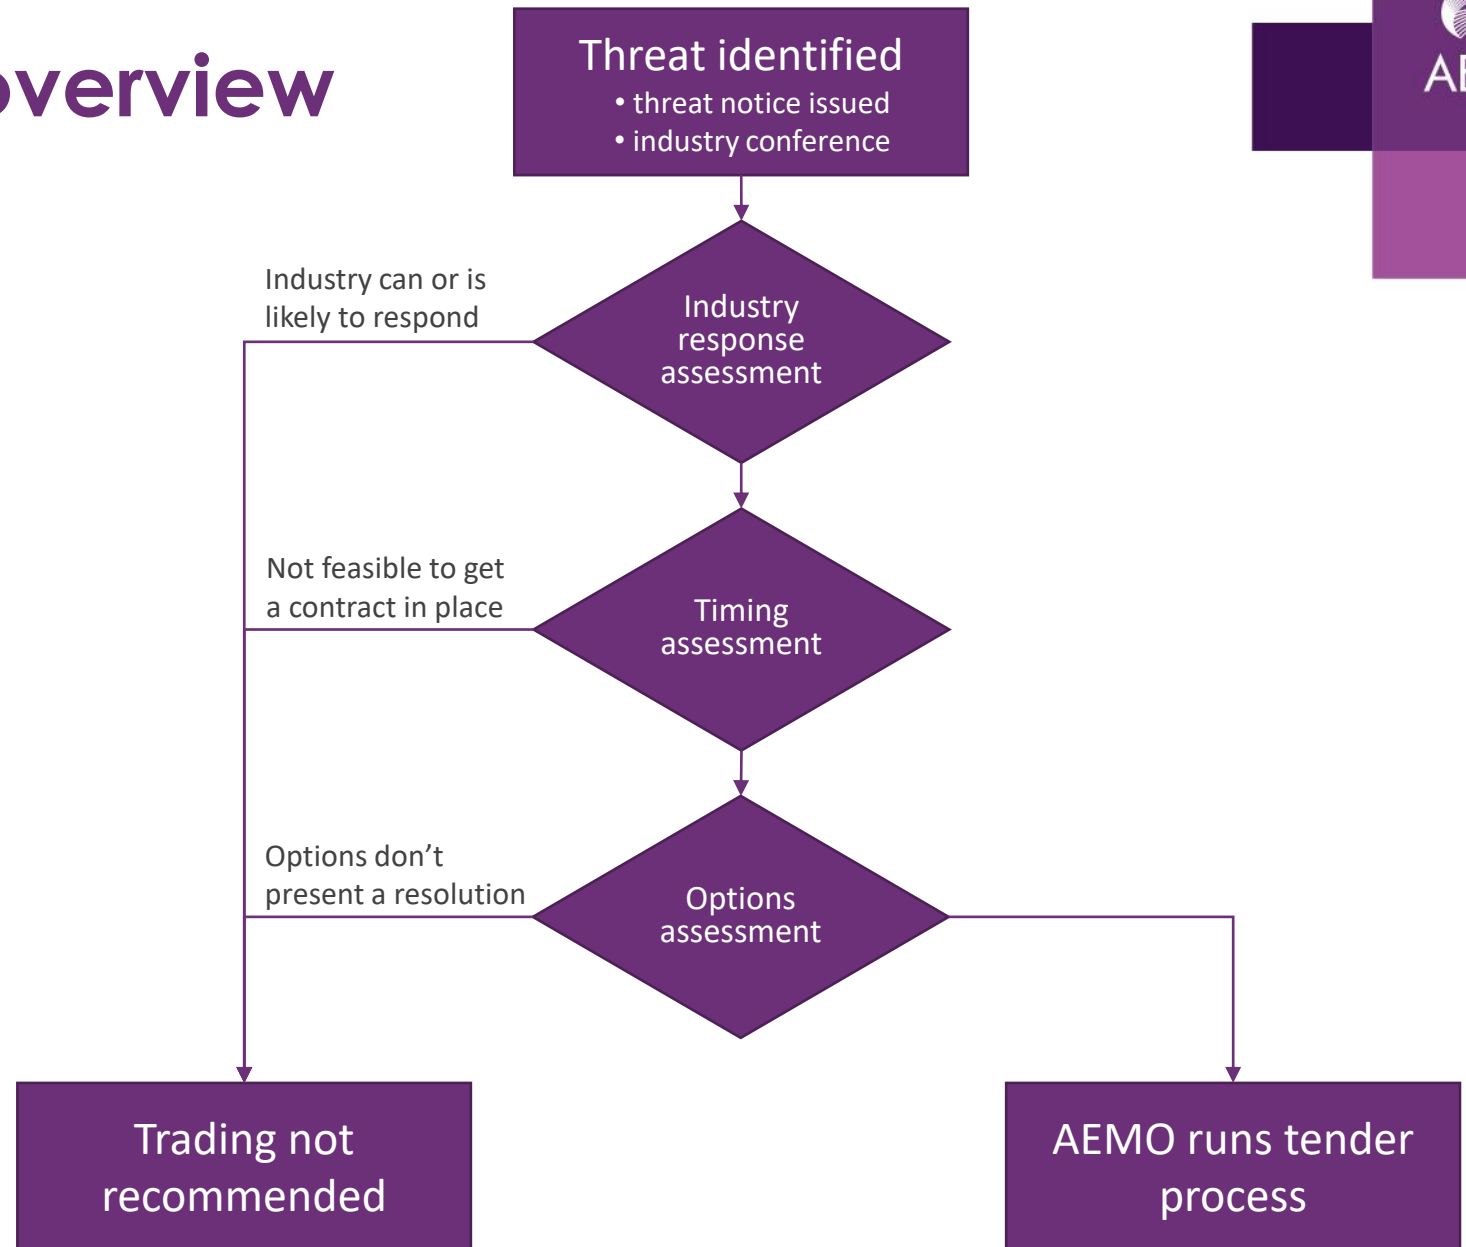 overview
Threat identified
• threat notice issued
• industry conference
Industry can or is
likely to respond
Industry
response
assessment
Not feasible to get
a contract in place
Timing
assessment
Options don’t
present a resolution
Options
assessment
Trading not
recommended
AEMO runs tender
process